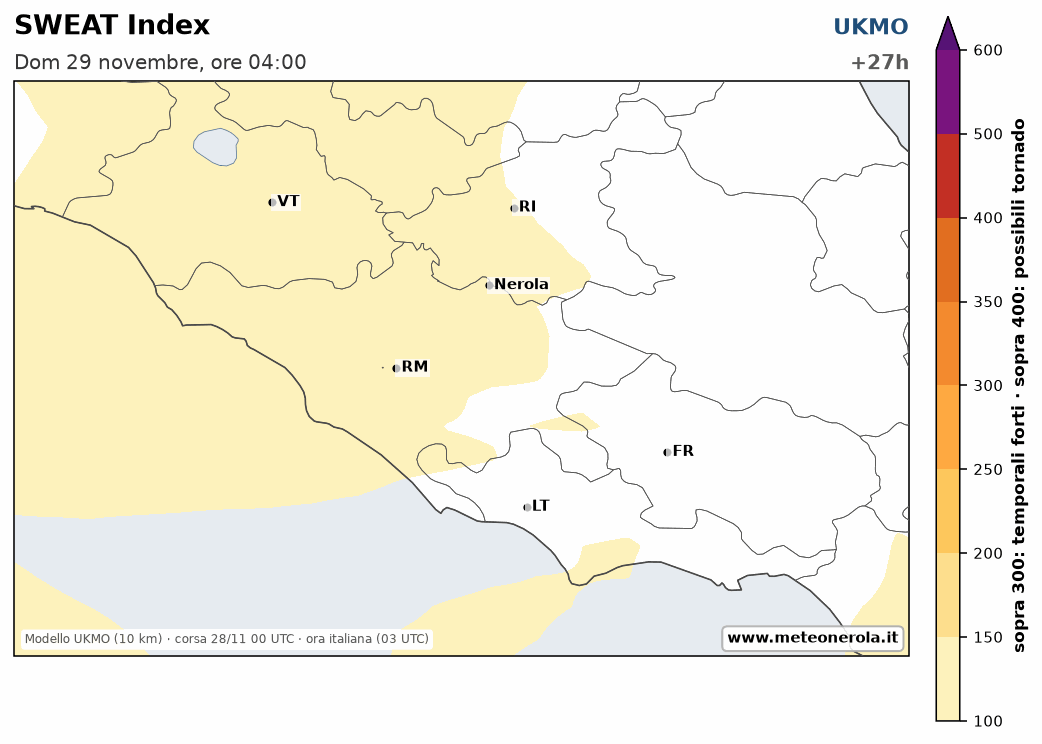 SWEAT Index
UKMO
Dom 29 novembre, ore 04:00
+27h
VT
RI
Nerola
RM
FR
LT
Modello UKMO (10 km) · corsa 28/11 00 UTC · ora italiana (03 UTC)
www.meteonerola.it
600
500
400
350
300
250
200
150
100
sopra 300: temporali forti · sopra 400: possibili tornado